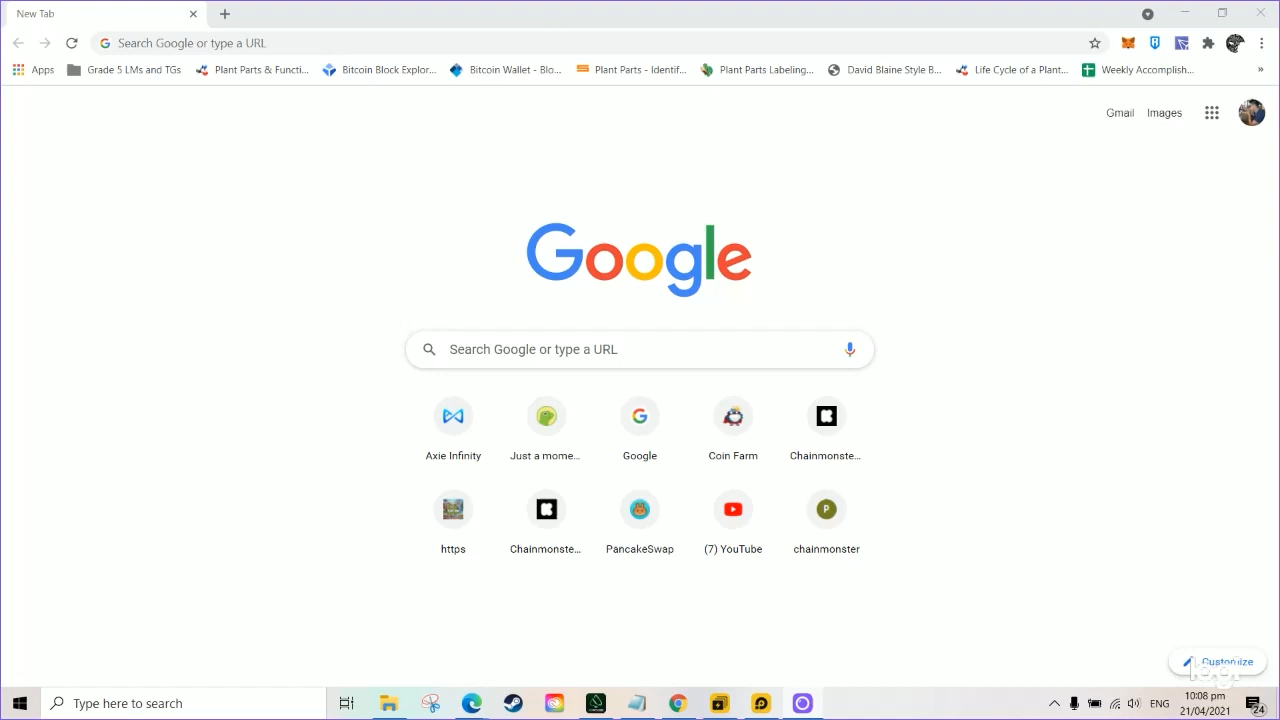 New Tab
Search Google or type a URL
Apps
Grade 5 LMs and TGs
Plant Parts & Functi...
Bitcoin Block Explor...
Bitcoin Wallet - Blo...
Plant Parts - Identif...
Plant Parts Labeling...
David Blaine Style B...
Life Cycle of a Plant...
Weekly Accomplish...
»
Gmail
Images
Google
Search Google or type a URL
Axie Infinity
Just a mome...
Google
Coin Farm
Chainmonste...
https
Chainmonste...
PancakeSwap
(7) YouTube
P
chainmonster
Customize
logi
Type here to search
ENG
10:08 pm
21/04/2021
24